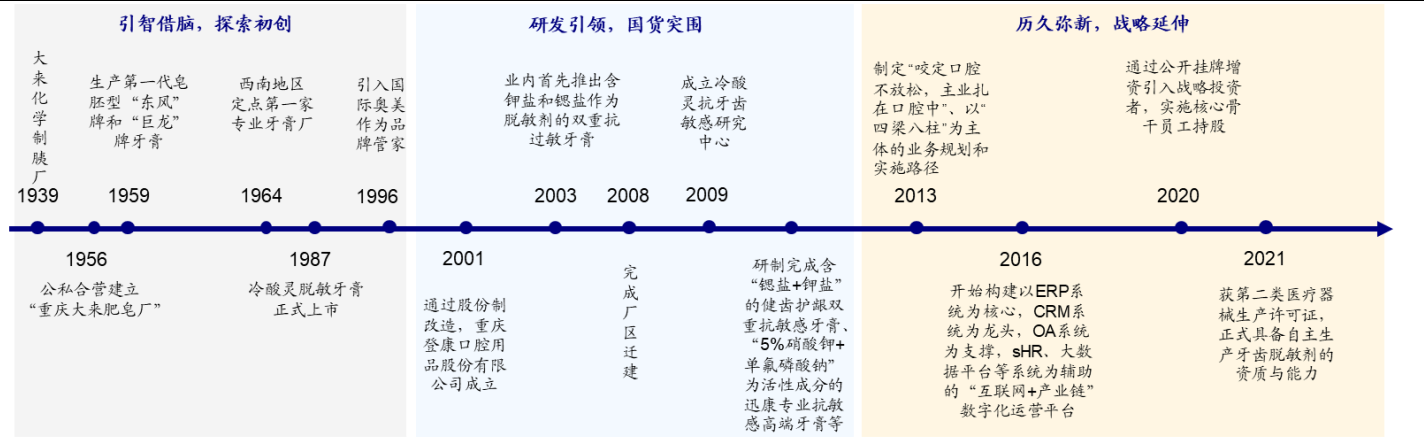 引智借脑，探索初创
大
来
化
学
制
胰
厂
1939
1956
公私合营建立
“重庆大来肥皂厂”
生产第一代皂
胚型“东风”
牌和“巨龙”
牌牙膏
1959
西南地区
定点第一家
专业牙膏厂
1964
1987
冷酸灵脱敏牙膏
正式上市
引入国
际奥美
作为品
牌管家
1996
研发引领，国货突围
2001
通过股份制
改造，重庆
登康口腔用
品股份有限
公司成立
业内首先推出含
钾盐和锶盐作为
脱敏剂的双重抗
过敏牙膏
2003
2008
完
成
厂
区
迁
建
成立冷酸
灵抗牙齿
敏感研究
中心
2009
研制完成含
“锶盐+钾盐”
的健齿护龈双
重抗敏感牙膏、
“5%硝酸钾+
单氟磷酸钠”
为活性成分的
迅康专业抗敏
感高端牙膏等
历久弥新，战略延伸
制定“咬定口腔
不放松，主业扎
在口腔中”、以“
四梁八柱”为主
体的业务规划和
实施路径
2013
2016
开始构建以ERP系
统为核心，CRM系
统为龙头，OA系统
为支撑，sHR、大数
据平台等系统为辅助
的“互联网+产业链”
数字化运营平台
通过公开挂牌增
资引入战略投资
者，实施核心骨
干员工持股
2020
2021
获第二类医疗器
械生产许可证，
正式具备自主生
产牙齿脱敏剂的
资质与能力